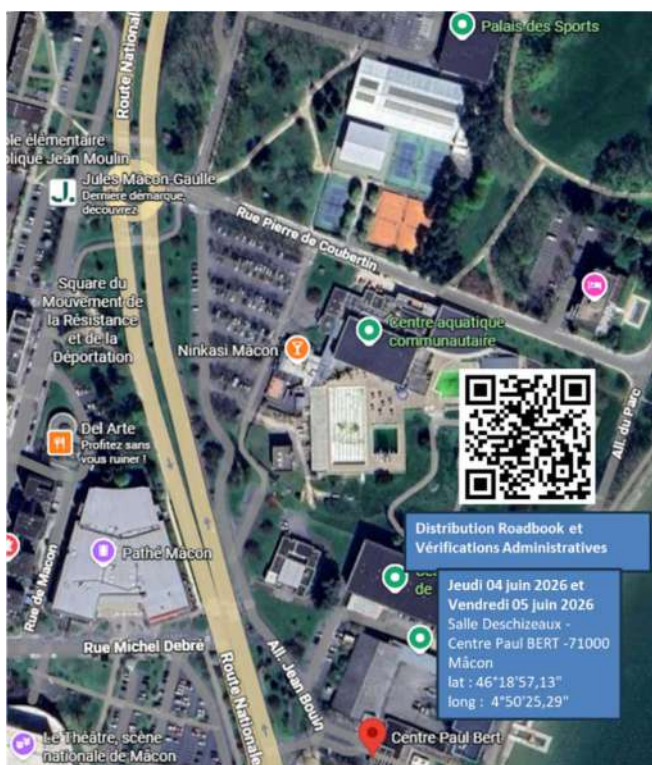 Palais des Sports
Route National
ole élémentaire
blique Jean Moulin
Jules Mâcon-Gaulle
Dernière démarque,
découvrez
Rue Pierre de Coubertin
Square du
Mouvement de
la Résistance
et de la
Déportation
Ninkasi Mâcon
Centre aquatique
communautaire
All. du Parc
Del Arte
Profitez sans
vous ruiner !
Pathé Mâcon
Rue de Macon
Rue Michel Debré
All. Jean Bouin
Route Nationale
Distribution Roadbook et
Vérifications Administratives
de
Jeudi 04 juin 2026 et
Vendredi 05 juin 2026
Salle Deschizeaux -
Centre Paul BERT -71000
Mâcon
lat : 46°18'57,13"
long : 4°50'25,29"
Le Théâtre, scène
nationale de Mâcon
Centre Paul Bert